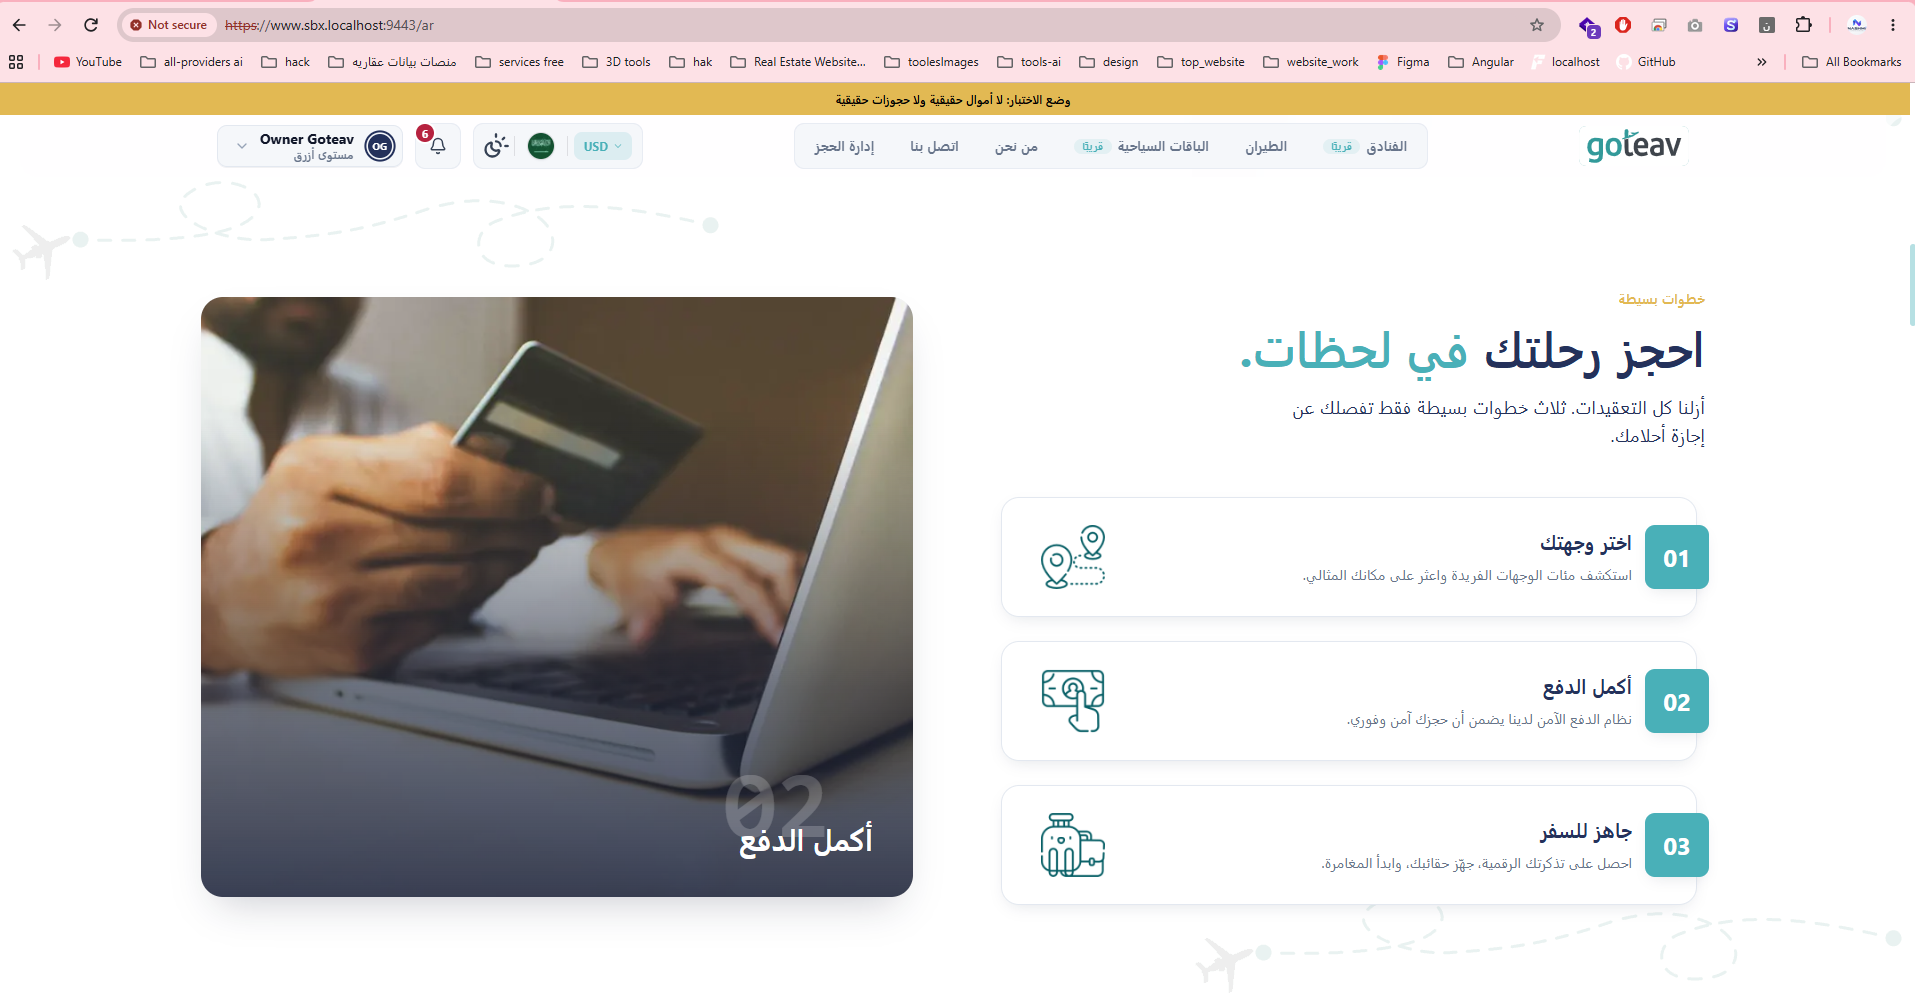 Not secure https://www.sbx.localhost:9443/ar
2
YouTube all-providers ai hack منصات بيانات عقاريه services free 3D tools hak Real Estate Website... toolesImages tools-ai design top_website website_work Figma Angular localhost GitHub » All Bookmarks
وضع الاختبار: لا أموال حقيقية ولا حجوزات حقيقية
goteav
الفنادق قريبًا الطيران الباقات السياحية قريبًا من نحن اتصل بنا إدارة الحجز
USD
6
OG Owner Goteav
مستوى أزرق
خطوات بسيطة
احجز رحلتك في لحظات.
أزلنا كل التعقيدات. ثلاث خطوات بسيطة فقط تفصلك عن
إجازة أحلامك.
01
اختر وجهتك
استكشف مئات الوجهات الفريدة واعثر على مكانك المثالي.
02
أكمل الدفع
نظام الدفع الآمن لدينا يضمن أن حجزك آمن وفوري.
03
جاهز للسفر
احصل على تذكرتك الرقمية، جهّز حقائبك، وابدأ المغامرة.
02
أكمل الدفع